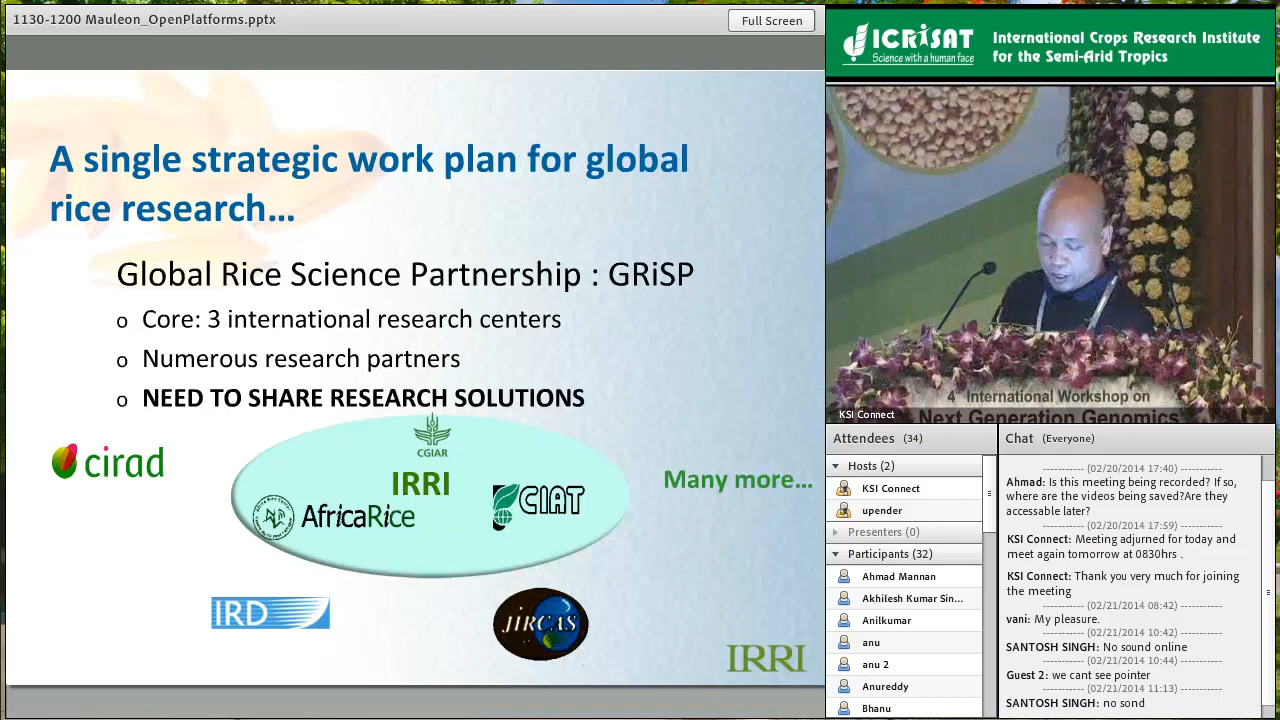 1130-1200 Mauleon_OpenPlatforms.pptx
Full Screen
A single strategic work plan for global
rice research…
Global Rice Science Partnership : GRiSP
o Core: 3 international research centers
o Numerous research partners
o NEED TO SHARE RESEARCH SOLUTIONS
cirad
CGIAR
IRRI
AfricaRice
CIAT
Many more…
IRD
JIRCAS
IRRI
ICRISAT
Science with a human face
International Crops Research Institute
for the Semi-Arid Tropics
4th International Workshop on
Next Generation Genomics
KSI Connect
Attendees (34)
Hosts (2)
KSI Connect
upender
Presenters (0)
Participants (32)
Ahmad Mannan
Akhilesh Kumar Sin...
Anilkumar
anu
anu 2
Anureddy
Bhanu
Chat (Everyone)
---------- (02/20/2014 17:40) ----------
Ahmad: Is this meeting being recorded? If so,
where are the videos being saved?Are they
accessable later?
---------- (02/20/2014 17:59) ----------
KSI Connect: Meeting adjurned for today and
meet again tomorrow at 0830hrs .
KSI Connect: Thank you very much for joining
the meeting
---------- (02/21/2014 08:42) ----------
vani: My pleasure.
---------- (02/21/2014 10:42) ----------
SANTOSH SINGH: No sound online
---------- (02/21/2014 10:44) ----------
Guest 2: we cant see pointer
---------- (02/21/2014 11:13) ----------
SANTOSH SINGH: no sond